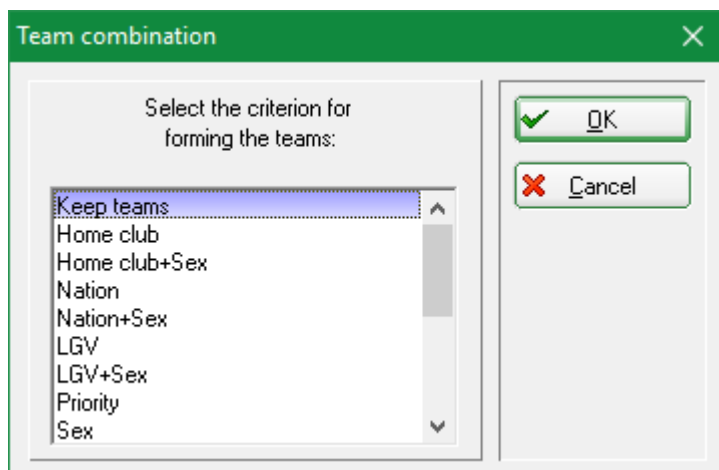 Team combination
Select the criterion for
forming the teams:
Keep teams
Home club
Home club+Sex
Nation
Nation+Sex
LGV
LGV+Sex
Priority
Sex
OK
Cancel